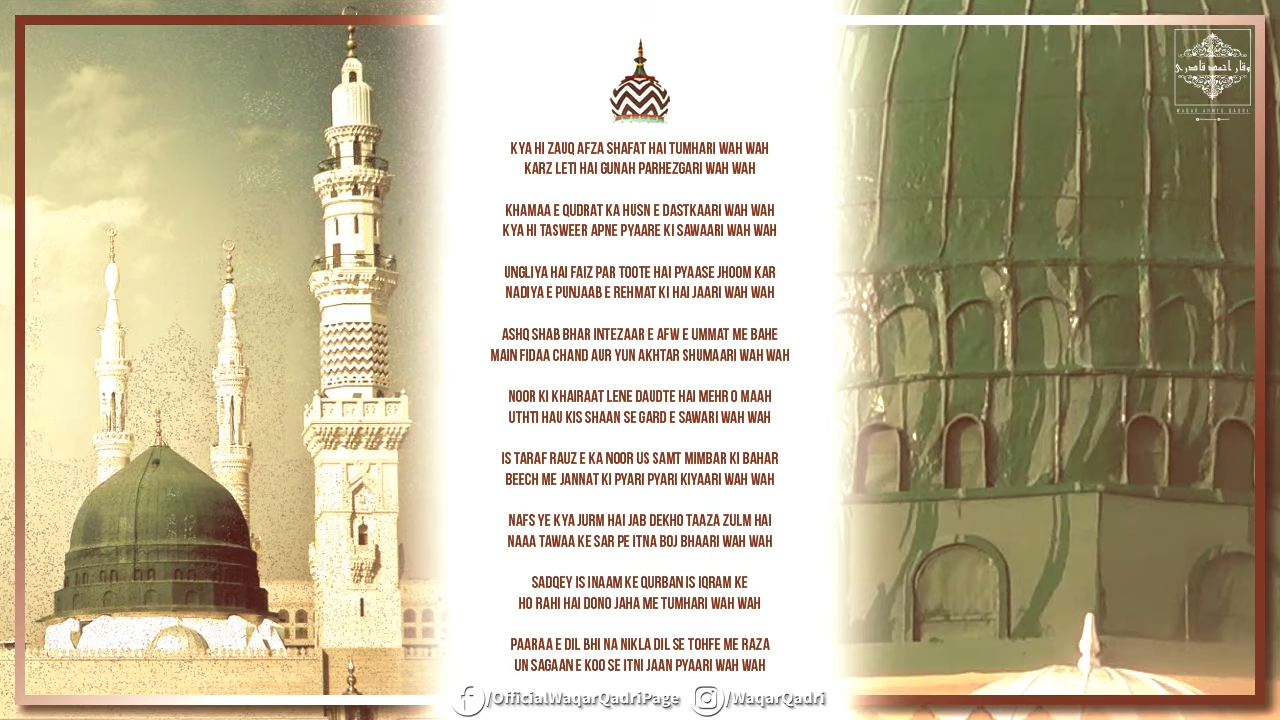 وقار احمد قادری
WAQAR AHMED QADRI
KYA HI ZAUQ AFZA SHAFAT HAI TUMHARI WAH WAH
KARZ LETI HAI GUNAH PARHEZGARI WAH WAH
KHAMAA E QUDRAT KA HUSN E DASTKAARI WAH WAH
KYA HI TASWEER APNE PYAARE KI SAWAARI WAH WAH
UNGLIYA HAI FAIZ PAR TOOTE HAI PYAASE JHOOM KAR
NADIYA E PUNJAAB E REHMAT KI HAI JAARI WAH WAH
ASHQ SHAB BHAR INTEZAAR E AFW E UMMAT ME BAHE
MAIN FIDAA CHAND AUR YUN AKHTAR SHUMAARI WAH WAH
NOOR KI KHAIRAAT LENE DAUDTE HAI MEHR O MAAH
UTHTI HAU KIS SHAAN SE GARD E SAWARI WAH WAH
IS TARAF RAUZ E KA NOOR US SAMT MIMBAR KI BAHAR
BEECH ME JANNAT KI PYARI PYARI KIYAARI WAH WAH
NAFS YE KYA JURM HAI JAB DEKHO TAAZA ZULM HAI
NAAA TAWAA KE SAR PE ITNA BOJ BHAARI WAH WAH
SADQEY IS INAAM KE QURBAN IS IQRAM KE
HO RAHI HAI DONO JAHA ME TUMHARI WAH WAH
PAARAA E DIL BHI NA NIKLA DIL SE TOHFE ME RAZA
UN SAGAAN E KOO SE ITNI JAAN PYAARI WAH WAH
/OfficialWaqarQadriPage /WaqarQadri